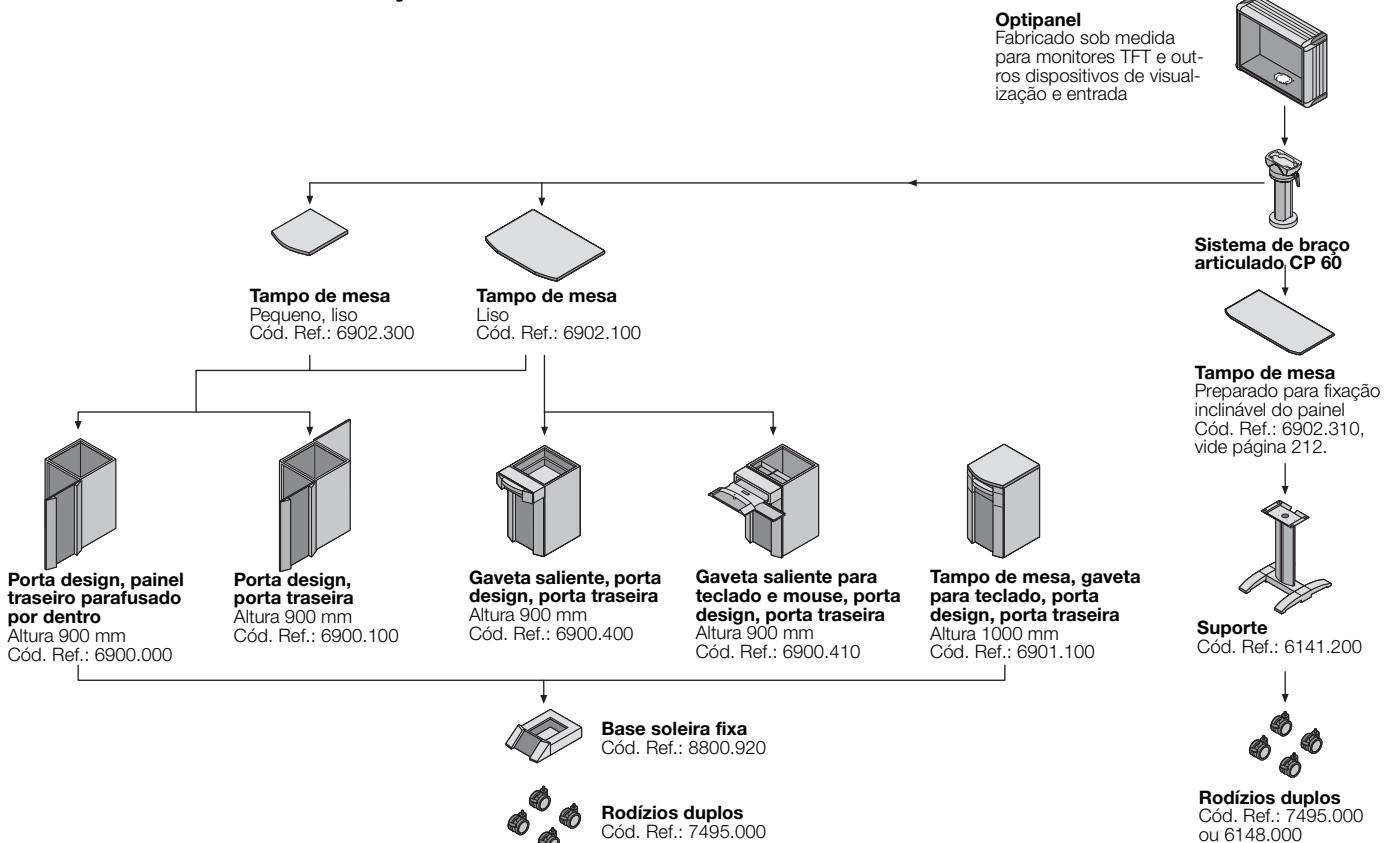 Optipanel
Fabricado sob medida
para monitores TFT e out-
ros dispositivos de visual-
ização e entrada
Sistema de braço
articulado CP 60
Tampo de mesa
Pequeno, liso
Cód. Ref.: 6902.300
Tampo de mesa
Liso
Cód. Ref.: 6902.100
Tampo de mesa
Preparado para fixação
inclinável do painel
Cód. Ref.: 6902.310,
vide página 212.
Porta design, painel
traseiro parafusado
por dentro
Altura 900 mm
Cód. Ref.: 6900.000
Porta design,
porta traseira
Altura 900 mm
Cód. Ref.: 6900.100
Gaveta saliente, porta
design, porta traseira
Altura 900 mm
Cód. Ref.: 6900.400
Gaveta saliente para
teclado e mouse, porta
design, porta traseira
Altura 900 mm
Cód. Ref.: 6900.410
Tampo de mesa, gaveta
para teclado, porta
design, porta traseira
Altura 1000 mm
Cód. Ref.: 6901.100
Suporte
Cód. Ref.: 6141.200
Base soleira fixa
Cód. Ref.: 8800.920
Rodízios duplos
Cód. Ref.: 7495.000
Rodízios duplos
Cód. Ref.: 7495.000
ou 6148.000